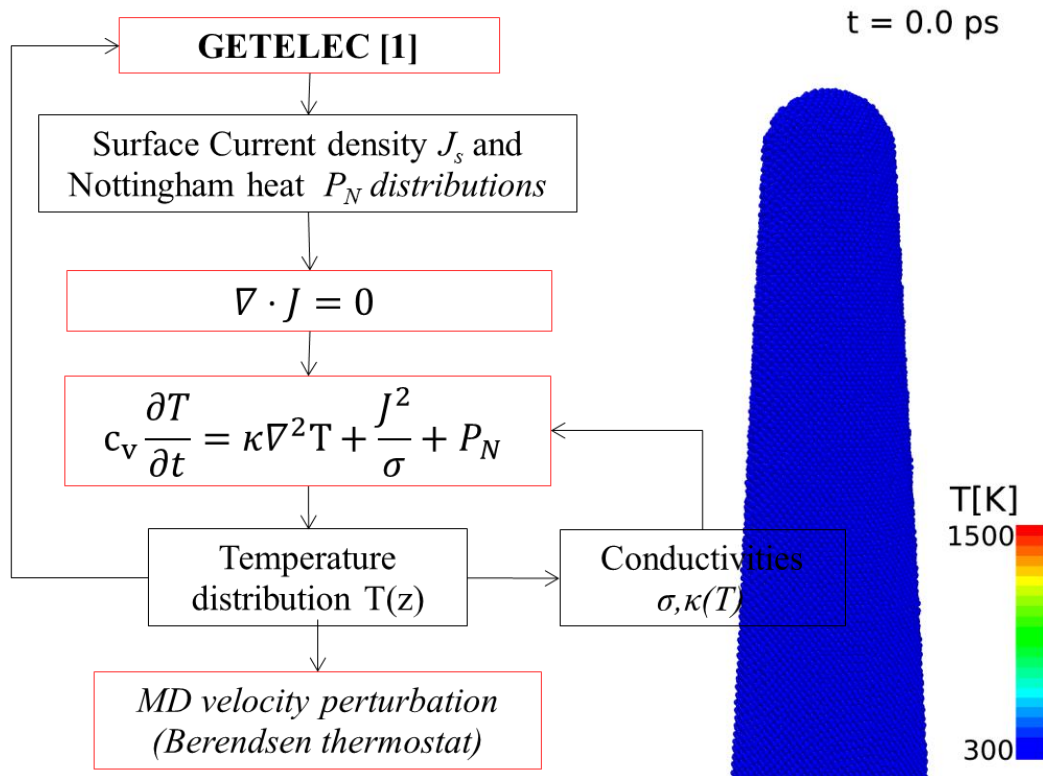 GETELEC [1]
Surface Current density J_s and
Nottingham heat P_N distributions
∇ · J = 0
c_v ∂T/∂t = κ∇²T + J²/σ + P_N
Temperature
distribution T(z)
Conductivities
σ,κ(T)
MD velocity perturbation
(Berendsen thermostat)
t = 0.0 ps
T[K]
1500
300